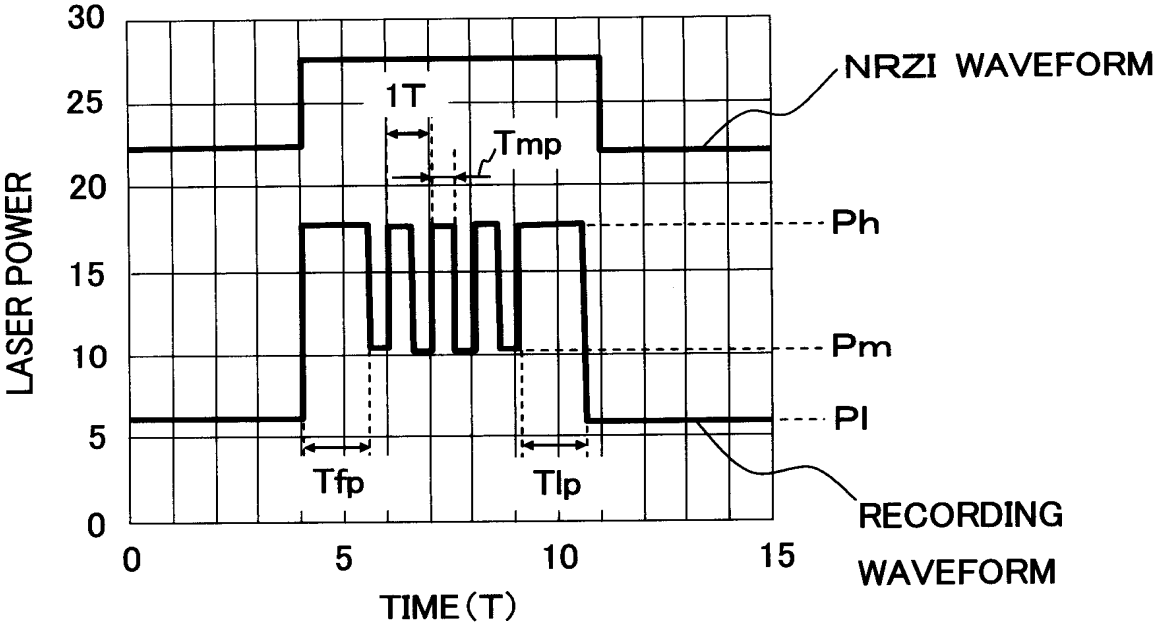 30
NRZI WAVEFORM
25
1T
Tmp
20
Ph
15
Pm
10
Pl
5
Tfp
Tlp
0
RECORDING
WAVEFORM
0
5
10
15
TIME(T)
LASER POWER